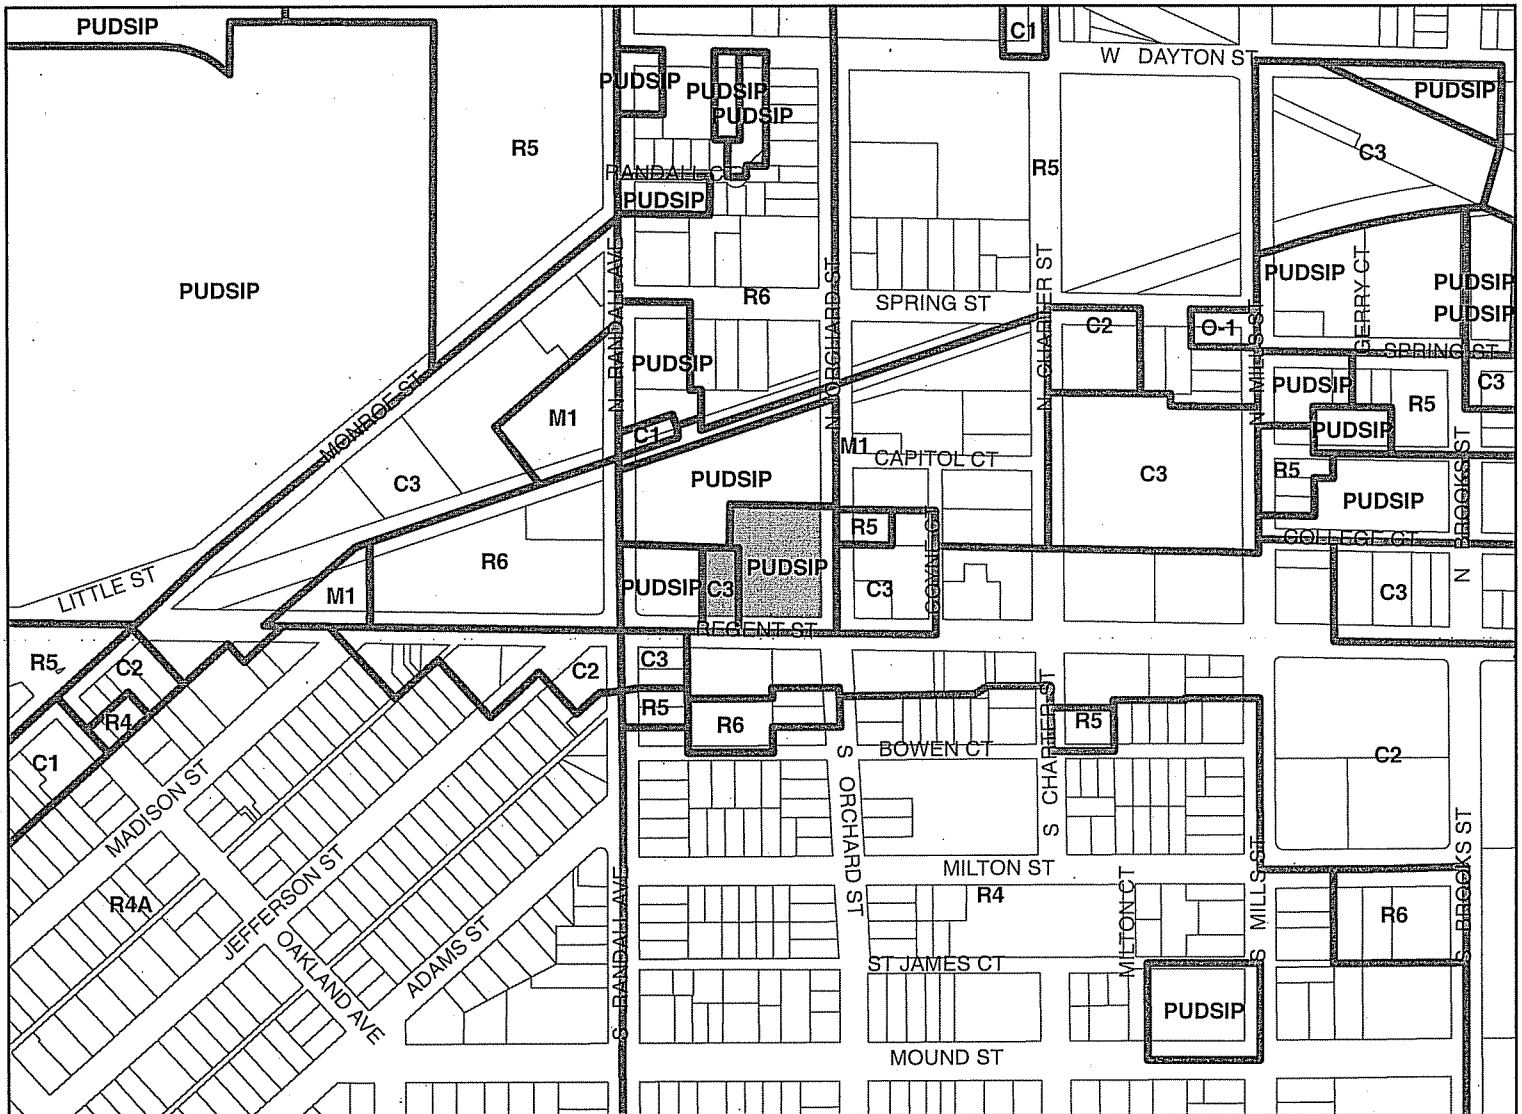 PUDSIP
C1
W DAYTON ST
PUDSIP
PUDSIP
PUDSIP
PUDSIP
R5
C3
R5
RANDALL CT
PUDSIP
PUDSIP
R6
SPRING ST
PUDSIP
GERRY CT
PUDSIP
PUDSIP
N RANDALL AVE
N ORCHARD ST
N CHARTER ST
C2
O-1
N MILLS ST
SPRING ST
PUDSIP
MONROE ST
M1
C1
M1
CAPITOL CT
C3
PUDSIP
R5
C3
PUDSIP
R5
PUDSIP
N BROOKS ST
C3
PUDSIP
R5
COLLEGE CT
LITTLE ST
M1
R6
PUDSIP
C3
PUDSIP
C3
COYNE CT
C3
REGENT ST
R5
C2
C2
C3
R4
R5
R6
R5
BOWEN CT
C1
MADISON ST
S ORCHARD ST
S CHARTER ST
C2
MILTON ST
R4
R4A
JEFFERSON ST
OAKLAND AVE
ADAMS ST
S RANDALL AVE
MILTON CT
S MILLS ST
R6
S BROOKS ST
ST JAMES CT
PUDSIP
MOUND ST